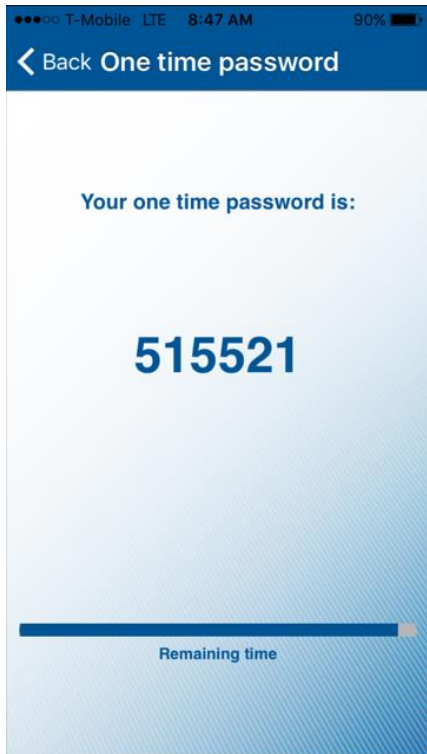 T-Mobile LTE 8:47 AM 90%
Back One time password
Your one time password is:
515521
Remaining time